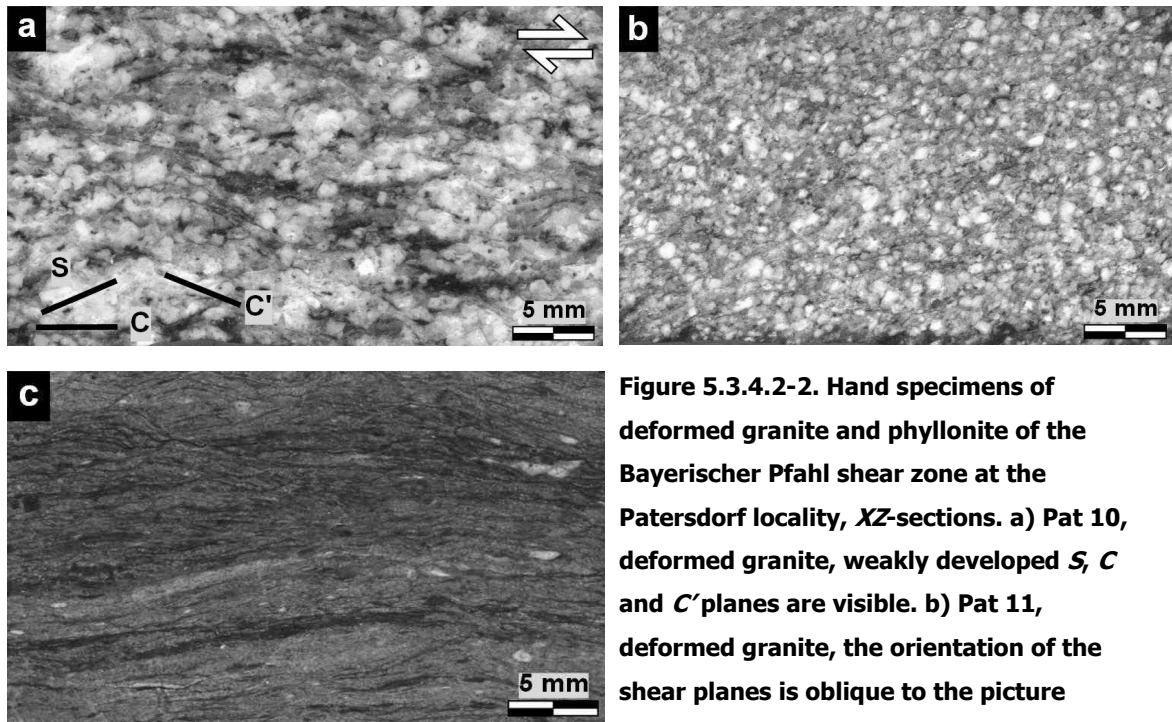 a
S
C
C'
5 mm
b
5 mm
c
5 mm
Figure 5.3.4.2-2. Hand specimens of
deformed granite and phyllonite of the
Bayerischer Pfahl shear zone at the
Patersdorf locality, XZ-sections. a) Pat 10,
deformed granite, weakly developed S, C
and C′ planes are visible. b) Pat 11,
deformed granite, the orientation of the
shear planes is oblique to the picture